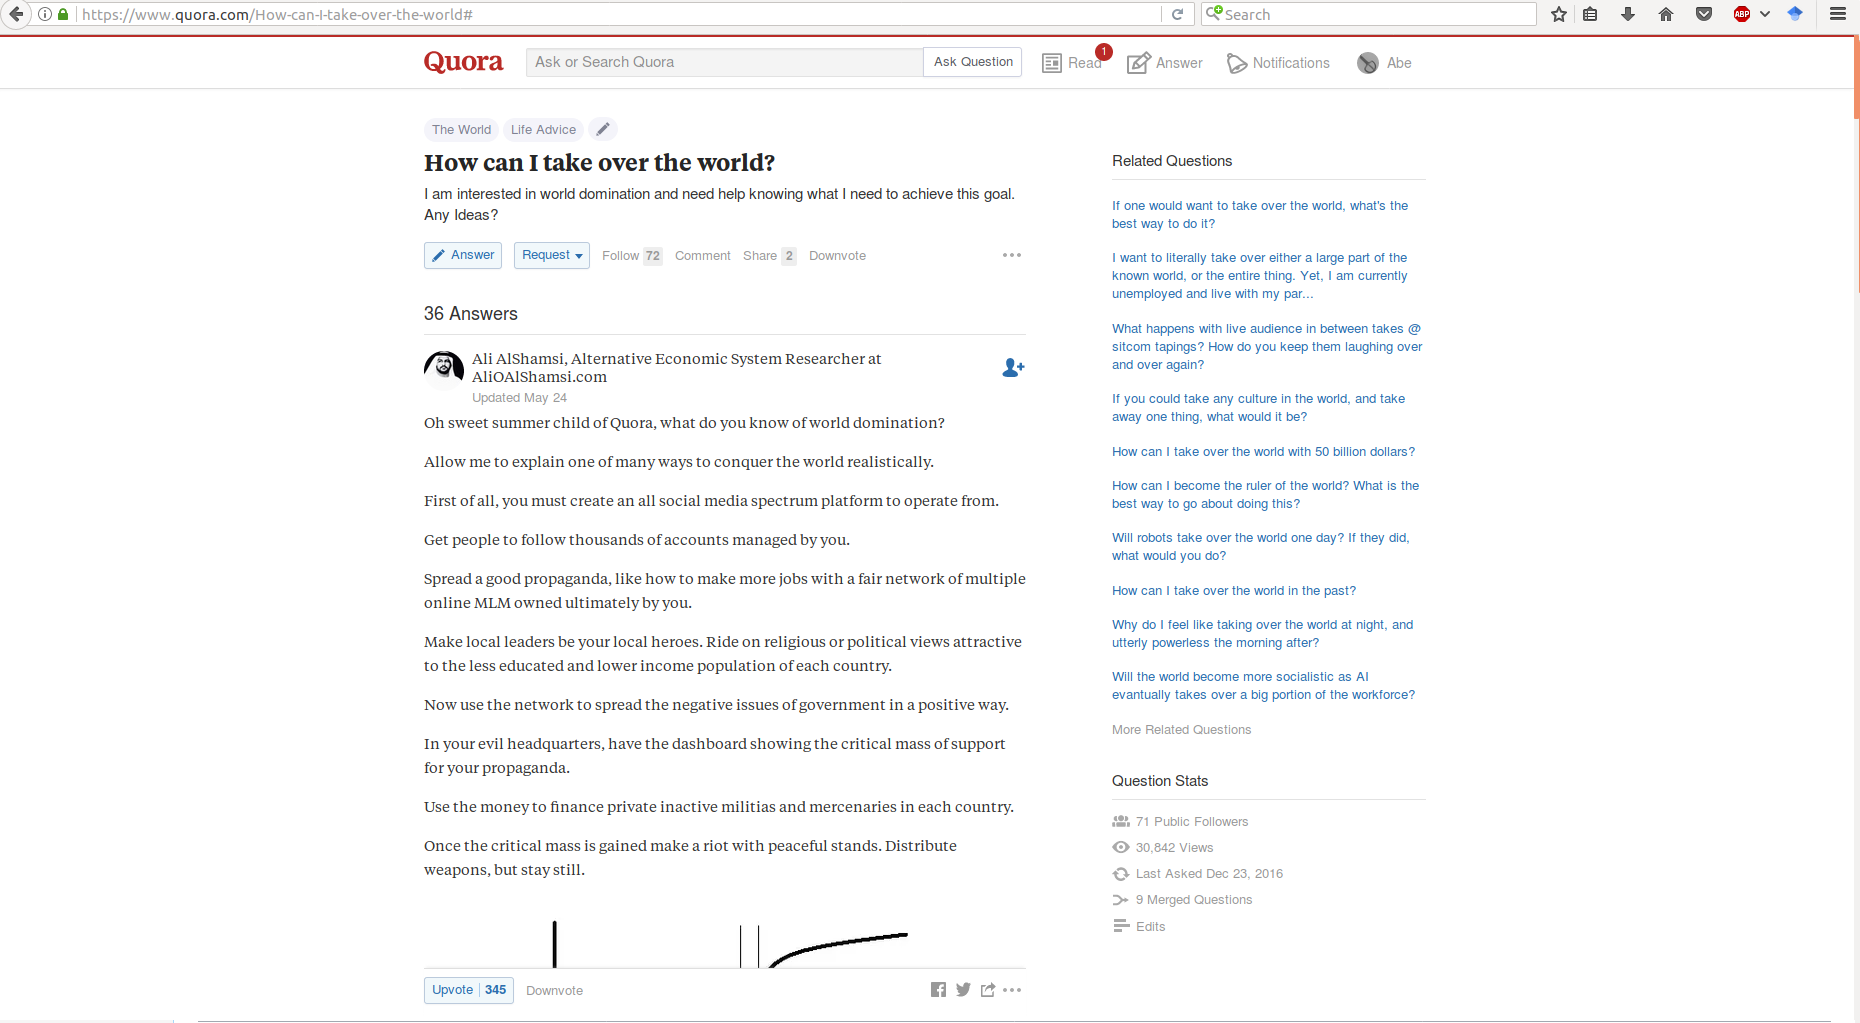 https://www.quora.com/How-can-I-take-over-the-world#
Search
ABP
Quora
Ask or Search Quora
Ask Question
Read
1
Answer
Notifications
Abe
The World
Life Advice
How can I take over the world?
I am interested in world domination and need help knowing what I need to achieve this goal.
Any Ideas?
Answer
Request
Follow 72
Comment
Share 2
Downvote
36 Answers
Ali AlShamsi, Alternative Economic System Researcher at
AliOAlShamsi.com
Updated May 24
Oh sweet summer child of Quora, what do you know of world domination?
Allow me to explain one of many ways to conquer the world realistically.
First of all, you must create an all social media spectrum platform to operate from.
Get people to follow thousands of accounts managed by you.
Spread a good propaganda, like how to make more jobs with a fair network of multiple
online MLM owned ultimately by you.
Make local leaders be your local heroes. Ride on religious or political views attractive
to the less educated and lower income population of each country.
Now use the network to spread the negative issues of government in a positive way.
In your evil headquarters, have the dashboard showing the critical mass of support
for your propaganda.
Use the money to finance private inactive militias and mercenaries in each country.
Once the critical mass is gained make a riot with peaceful stands. Distribute
weapons, but stay still.
Upvote 345
Downvote
Related Questions
If one would want to take over the world, what's the
best way to do it?
I want to literally take over either a large part of the
known world, or the entire thing. Yet, I am currently
unemployed and live with my par...
What happens with live audience in between takes @
sitcom tapings? How do you keep them laughing over
and over again?
If you could take any culture in the world, and take
away one thing, what would it be?
How can I take over the world with 50 billion dollars?
How can I become the ruler of the world? What is the
best way to go about doing this?
Will robots take over the world one day? If they did,
what would you do?
How can I take over the world in the past?
Why do I feel like taking over the world at night, and
utterly powerless the morning after?
Will the world become more socialistic as AI
evantually takes over a big portion of the workforce?
More Related Questions
Question Stats
71 Public Followers
30,842 Views
Last Asked Dec 23, 2016
9 Merged Questions
Edits